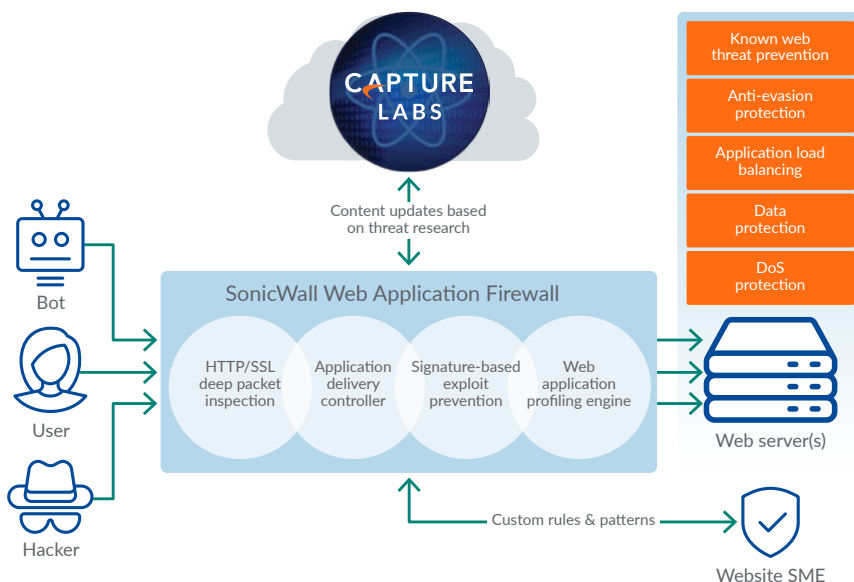 CAPTURE
LABS
Content updates based
on threat research
Known web
threat prevention
Anti-evasion
protection
Application load
balancing
Data
protection
DoS
protection
Bot
User
Hacker
SonicWall Web Application Firewall
HTTP/SSL
deep packet
inspection
Application
delivery
controller
Signature-based
exploit
prevention
Web
application
profiling engine
Web server(s)
Custom rules & patterns
Website SME